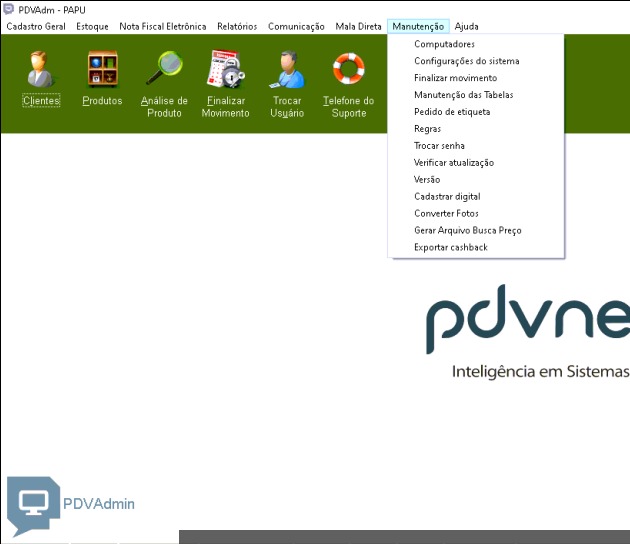 PDVAdm - PAPU
Cadastro Geral Estoque Nota Fiscal Eletrônica Relatórios Comunicação Mala Direta Manutenção Ajuda
Clientes
Produtos
Análise de
Produto
Finalizar
Movimento
Trocar
Usuário
Telefone do
Suporte
Computadores
Configurações do sistema
Finalizar movimento
Manutenção das Tabelas
Pedido de etiqueta
Regras
Trocar senha
Verificar atualização
Versão
Cadastrar digital
Converter Fotos
Gerar Arquivo Busca Preço
Exportar cashback
pdvne
Inteligência em Sistemas
PDVAdmin